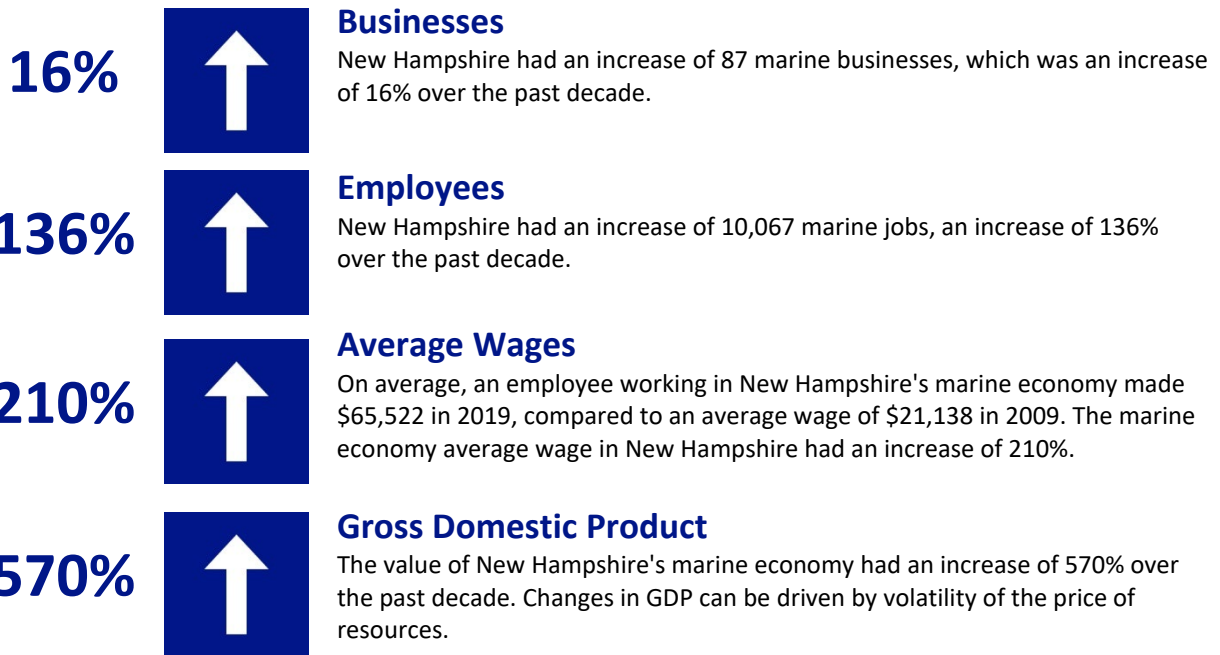 Businesses
16%
New Hampshire had an increase of 87 marine businesses, which was an increase
of 16% over the past decade.
Employees
136%
New Hampshire had an increase of 10,067 marine jobs, an increase of 136%
over the past decade.
Average Wages
210%
On average, an employee working in New Hampshire's marine economy made
$65,522 in 2019, compared to an average wage of $21,138 in 2009. The marine
economy average wage in New Hampshire had an increase of 210%.
Gross Domestic Product
570%
The value of New Hampshire's marine economy had an increase of 570% over
the past decade. Changes in GDP can be driven by volatility of the price of
resources.